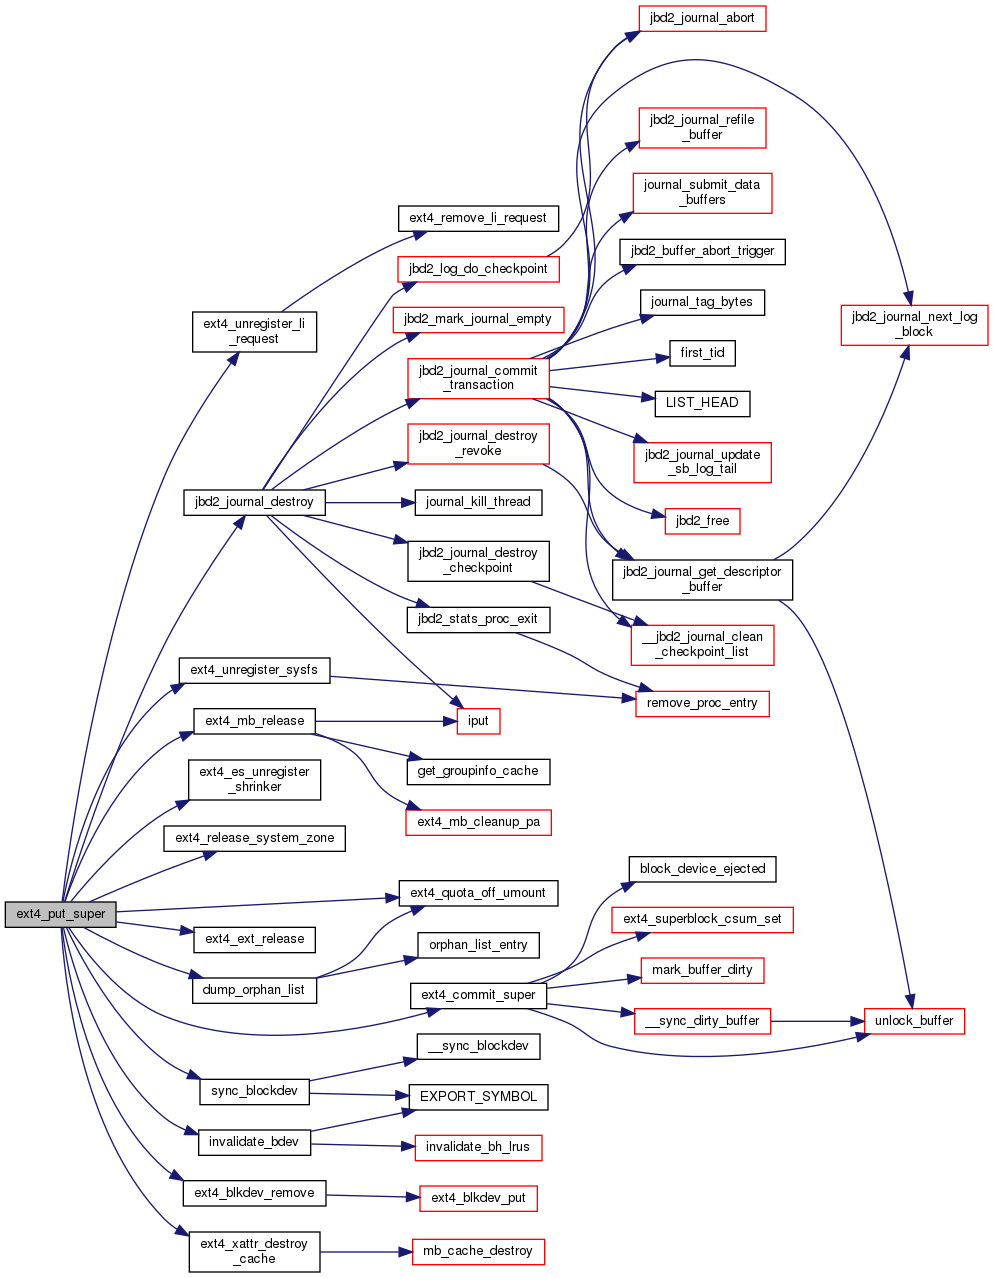 jbd2_journal_abort
jbd2_journal_refile
_buffer
journal_submit_data
_buffers
ext4_remove_li_request
jbd2_buffer_abort_trigger
jbd2_log_do_checkpoint
journal_tag_bytes
ext4_unregister_li
_request
jbd2_mark_journal_empty
jbd2_journal_next_log
_block
first_tid
jbd2_journal_commit
_transaction
LIST_HEAD
jbd2_journal_destroy
_revoke
jbd2_journal_update
_sb_log_tail
jbd2_journal_destroy
journal_kill_thread
jbd2_free
jbd2_journal_destroy
_checkpoint
jbd2_journal_get_descriptor
_buffer
jbd2_stats_proc_exit
__jbd2_journal_clean
_checkpoint_list
ext4_unregister_sysfs
remove_proc_entry
ext4_mb_release
iput
ext4_es_unregister
_shrinker
get_groupinfo_cache
ext4_mb_cleanup_pa
ext4_release_system_zone
block_device_ejected
ext4_quota_off_umount
ext4_put_super
ext4_superblock_csum_set
ext4_ext_release
orphan_list_entry
mark_buffer_dirty
dump_orphan_list
ext4_commit_super
__sync_dirty_buffer
unlock_buffer
__sync_blockdev
sync_blockdev
EXPORT_SYMBOL
invalidate_bdev
invalidate_bh_lrus
ext4_blkdev_remove
ext4_blkdev_put
ext4_xattr_destroy
_cache
mb_cache_destroy